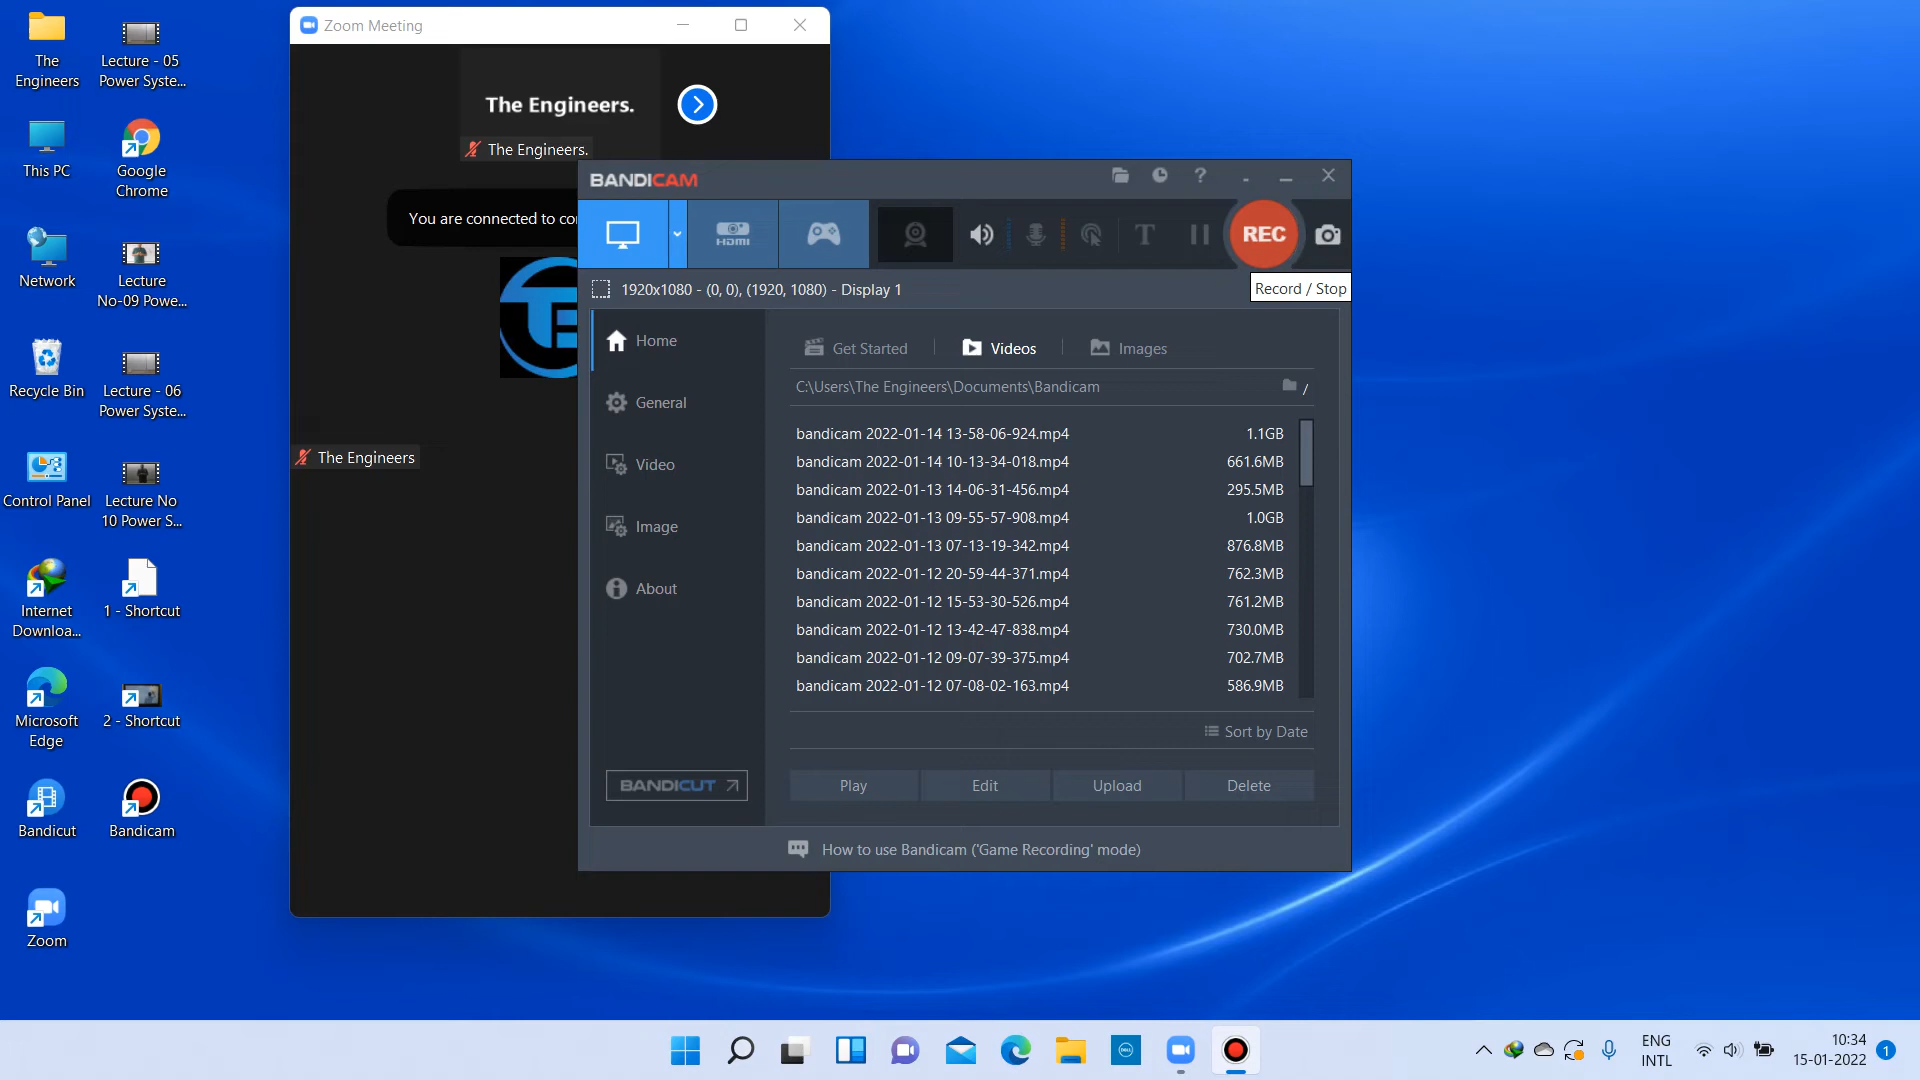 The
Engineers
Lecture - 05
Power Syste...
This PC
Google
Chrome
Network
Lecture
No-09 Powe...
Recycle Bin
Lecture - 06
Power Syste...
Control Panel
Lecture No
10 Power S...
Internet
Downloa...
1 - Shortcut
Microsoft
Edge
2 - Shortcut
Bandicut
Bandicam
Zoom
Zoom Meeting
The Engineers.
The Engineers.
You are connected to co
The Engineers
BANDICAM
HDMI
T
REC
1920x1080 - (0, 0), (1920, 1080) - Display 1
Record / Stop
Home
General
Video
Image
About
BANDICUT
Get Started
Videos
Images
C:\Users\The Engineers\Documents\Bandicam
/
bandicam 2022-01-14 13-58-06-924.mp4 1.1GB
bandicam 2022-01-14 10-13-34-018.mp4 661.6MB
bandicam 2022-01-13 14-06-31-456.mp4 295.5MB
bandicam 2022-01-13 09-55-57-908.mp4 1.0GB
bandicam 2022-01-13 07-13-19-342.mp4 876.8MB
bandicam 2022-01-12 20-59-44-371.mp4 762.3MB
bandicam 2022-01-12 15-53-30-526.mp4 761.2MB
bandicam 2022-01-12 13-42-47-838.mp4 730.0MB
bandicam 2022-01-12 09-07-39-375.mp4 702.7MB
bandicam 2022-01-12 07-08-02-163.mp4 586.9MB
Sort by Date
Play
Edit
Upload
Delete
How to use Bandicam ('Game Recording' mode)
DELL
ENG
INTL
10:34
15-01-2022
1